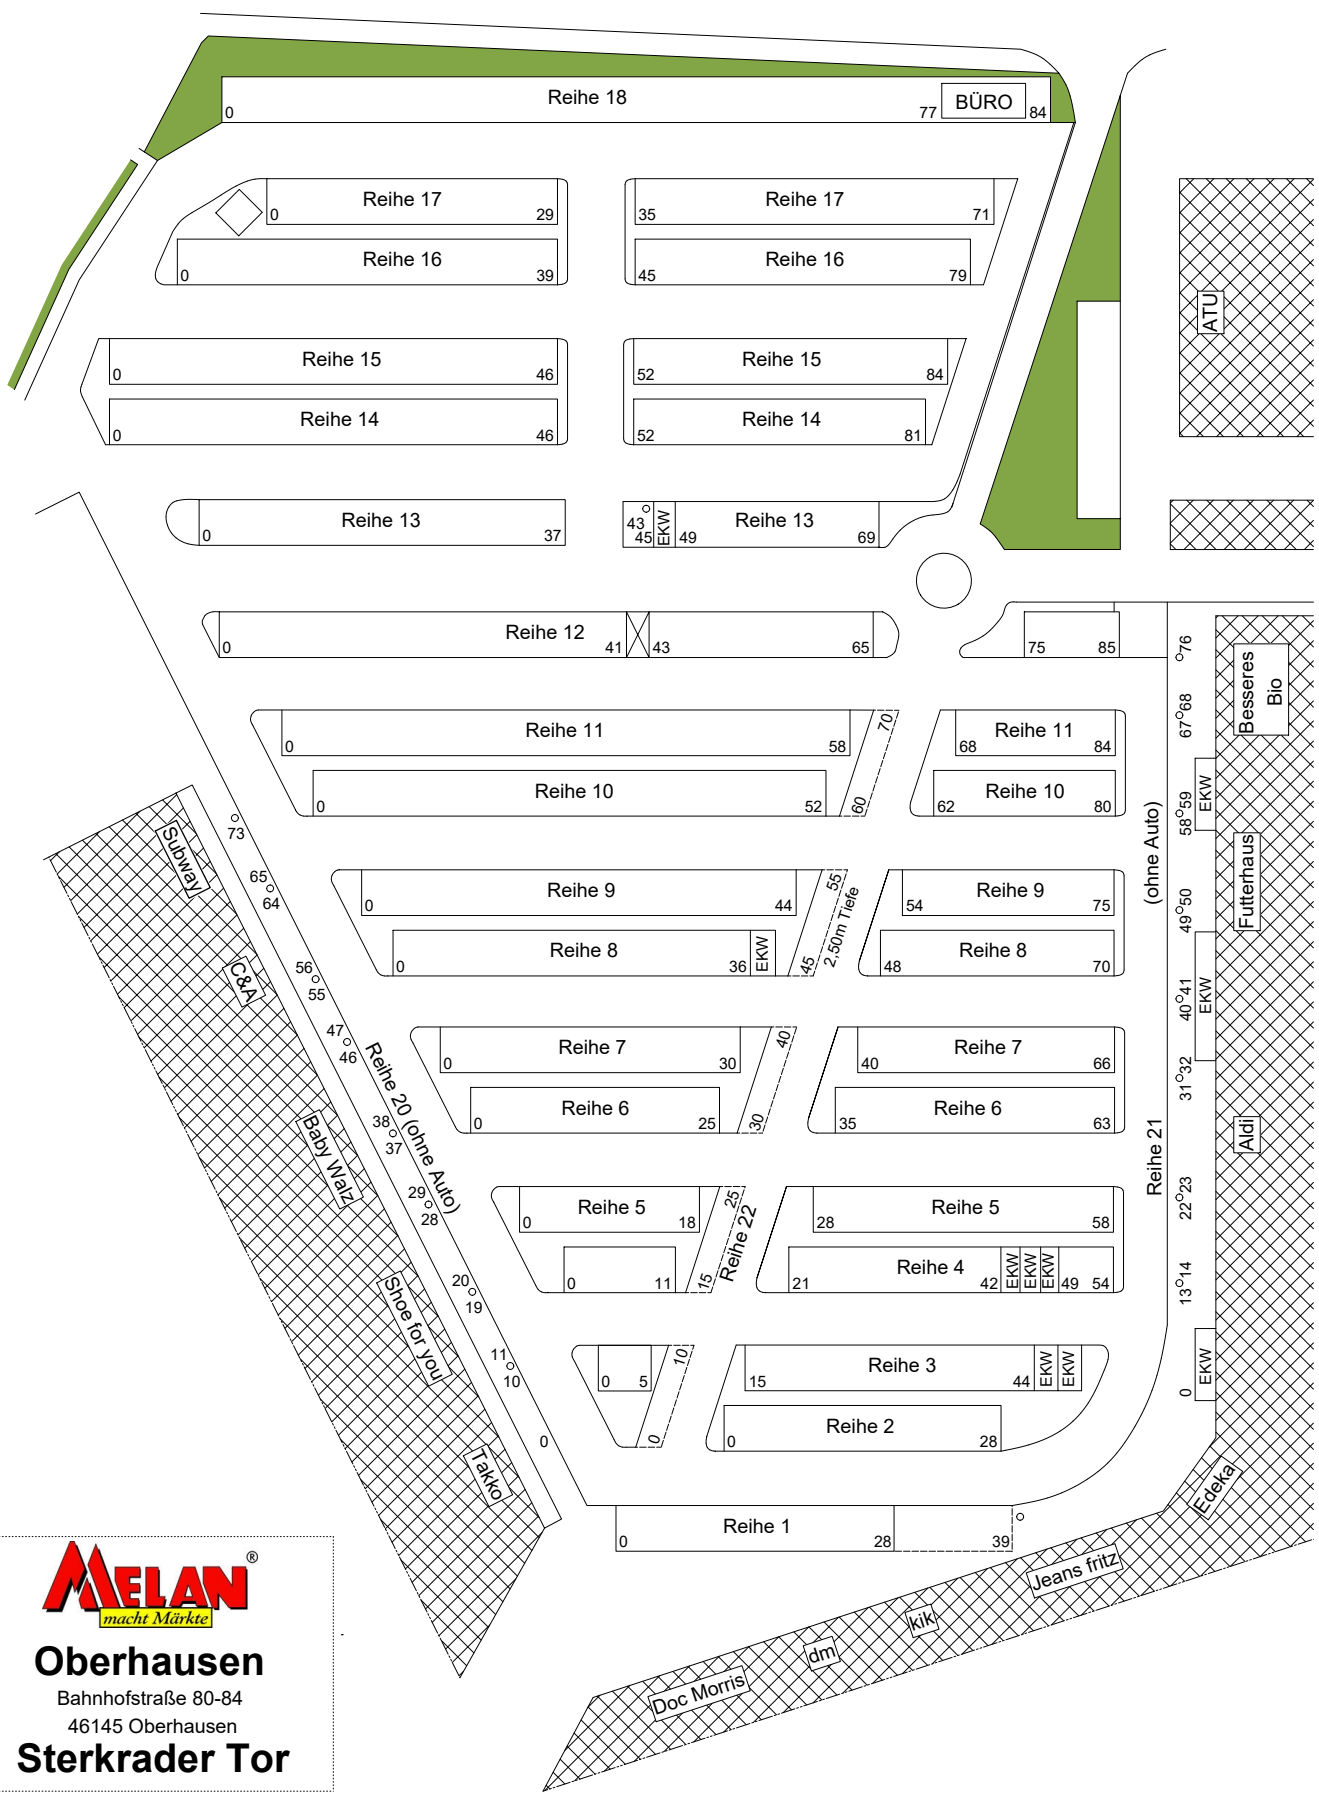 Reihe 18
0
77
BÜRO
84
Reihe 17
0
29
Reihe 17
35
71
Reihe 16
0
39
Reihe 16
45
79
ATU
Reihe 15
0
46
Reihe 15
52
84
Reihe 14
0
46
Reihe 14
52
81
Reihe 13
0
37
43
45
EKW
49
Reihe 13
69
Reihe 12
0
41
43
65
75
85
76
Besseres
Bio
Reihe 11
0
58
70
Reihe 11
68
84
67 68
Reihe 10
0
52
60
Reihe 10
62
80
58 59
EKW
Subway
73
65
64
Reihe 9
0
44
55
Reihe 9
54
75
(ohne Auto)
49 50
Futterhaus
Reihe 8
0
36
EKW
45
2,50m Tiefe
Reihe 8
48
70
C&A
56
55
40 41
EKW
47
46
Reihe 7
0
30
40
Reihe 7
40
66
31 32
Reihe 20 (ohne Auto)
Reihe 6
0
25
30
Reihe 6
35
63
Baby Walz
38
37
Reihe 21
Aldi
29
28
Reihe 5
0
18
25
Reihe 22
Reihe 5
28
58
22 23
0
11
15
Reihe 4
21
42
EKW
EKW
EKW
49
54
13 14
Shoe for you
20
19
11
10
0
5
10
Reihe 3
15
44
EKW
EKW
0
EKW
0
0
Reihe 2
0
28
Takko
Edeka
Reihe 1
0
28
39
Jeans fritz
kik
dm
Doc Morris
MELAN®
macht Märkte
Oberhausen
Bahnhofstraße 80-84
46145 Oberhausen
Sterkrader Tor